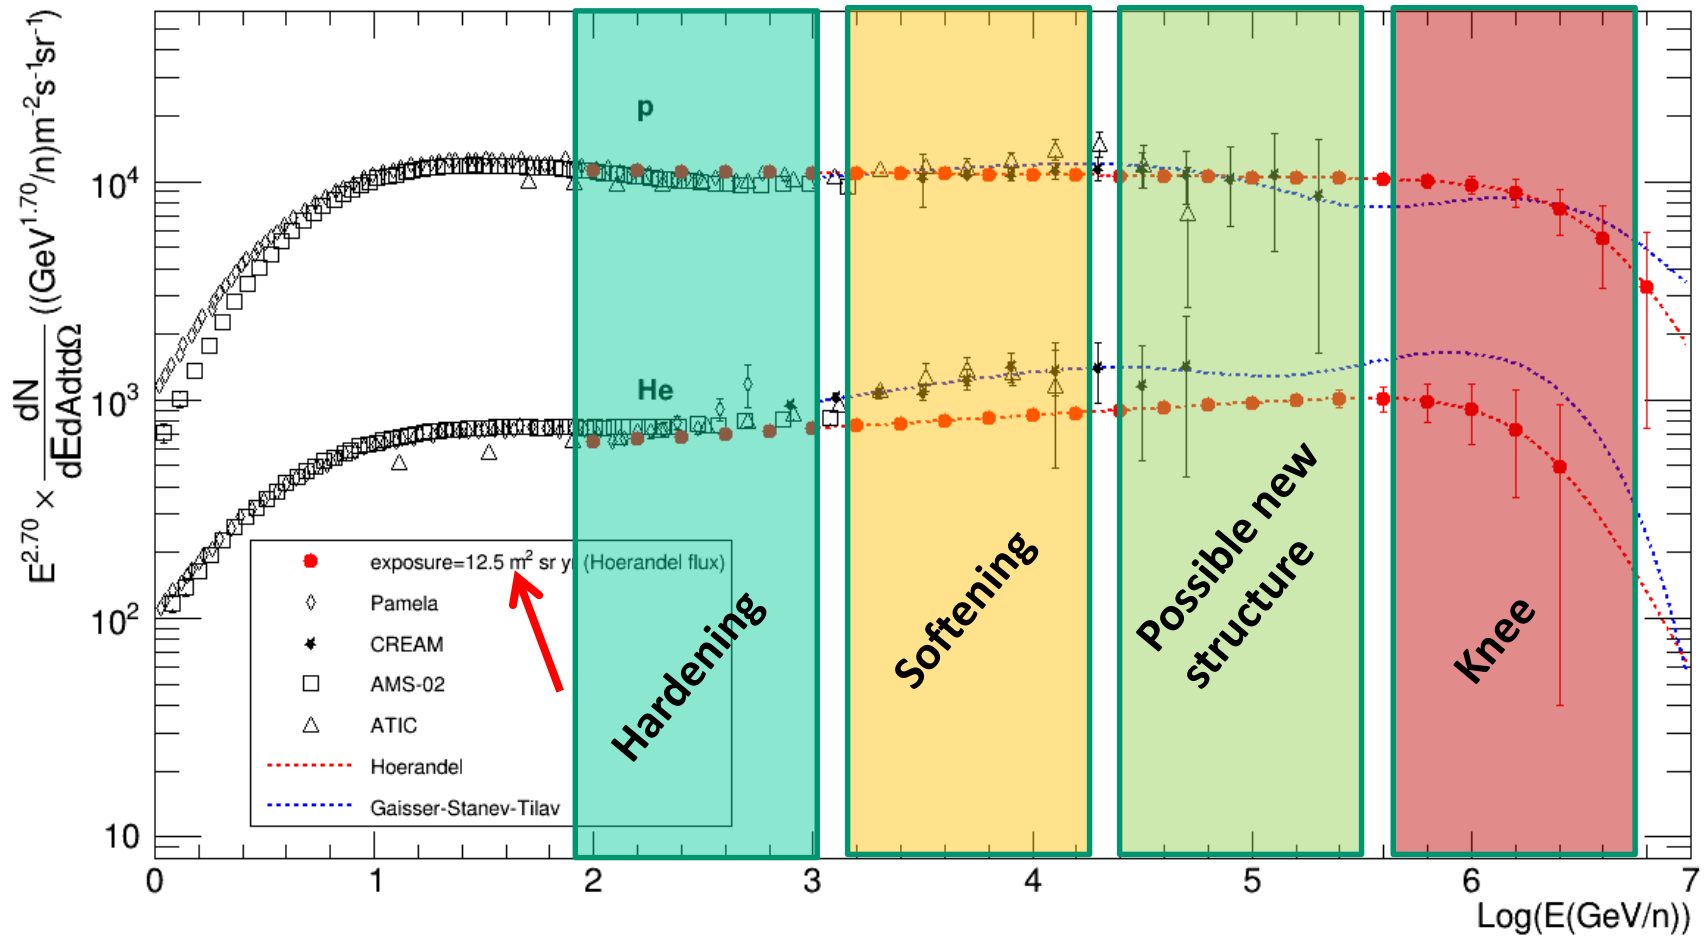 E^2.70 × dN/dEdAdtdΩ ((GeV^1.70/n)m^-2s^-1sr^-1)
p
10^4
10^3
He
10^2
10
exposure=12.5 m^2 sr yr (Hoerandel flux)
Pamela
CREAM
AMS-02
ATIC
Hoerandel
Gaisser-Stanev-Tilav
Hardening
Softening
Possible new
structure
Knee
0 1 2 3 4 5 6 7
Log(E(GeV/n))